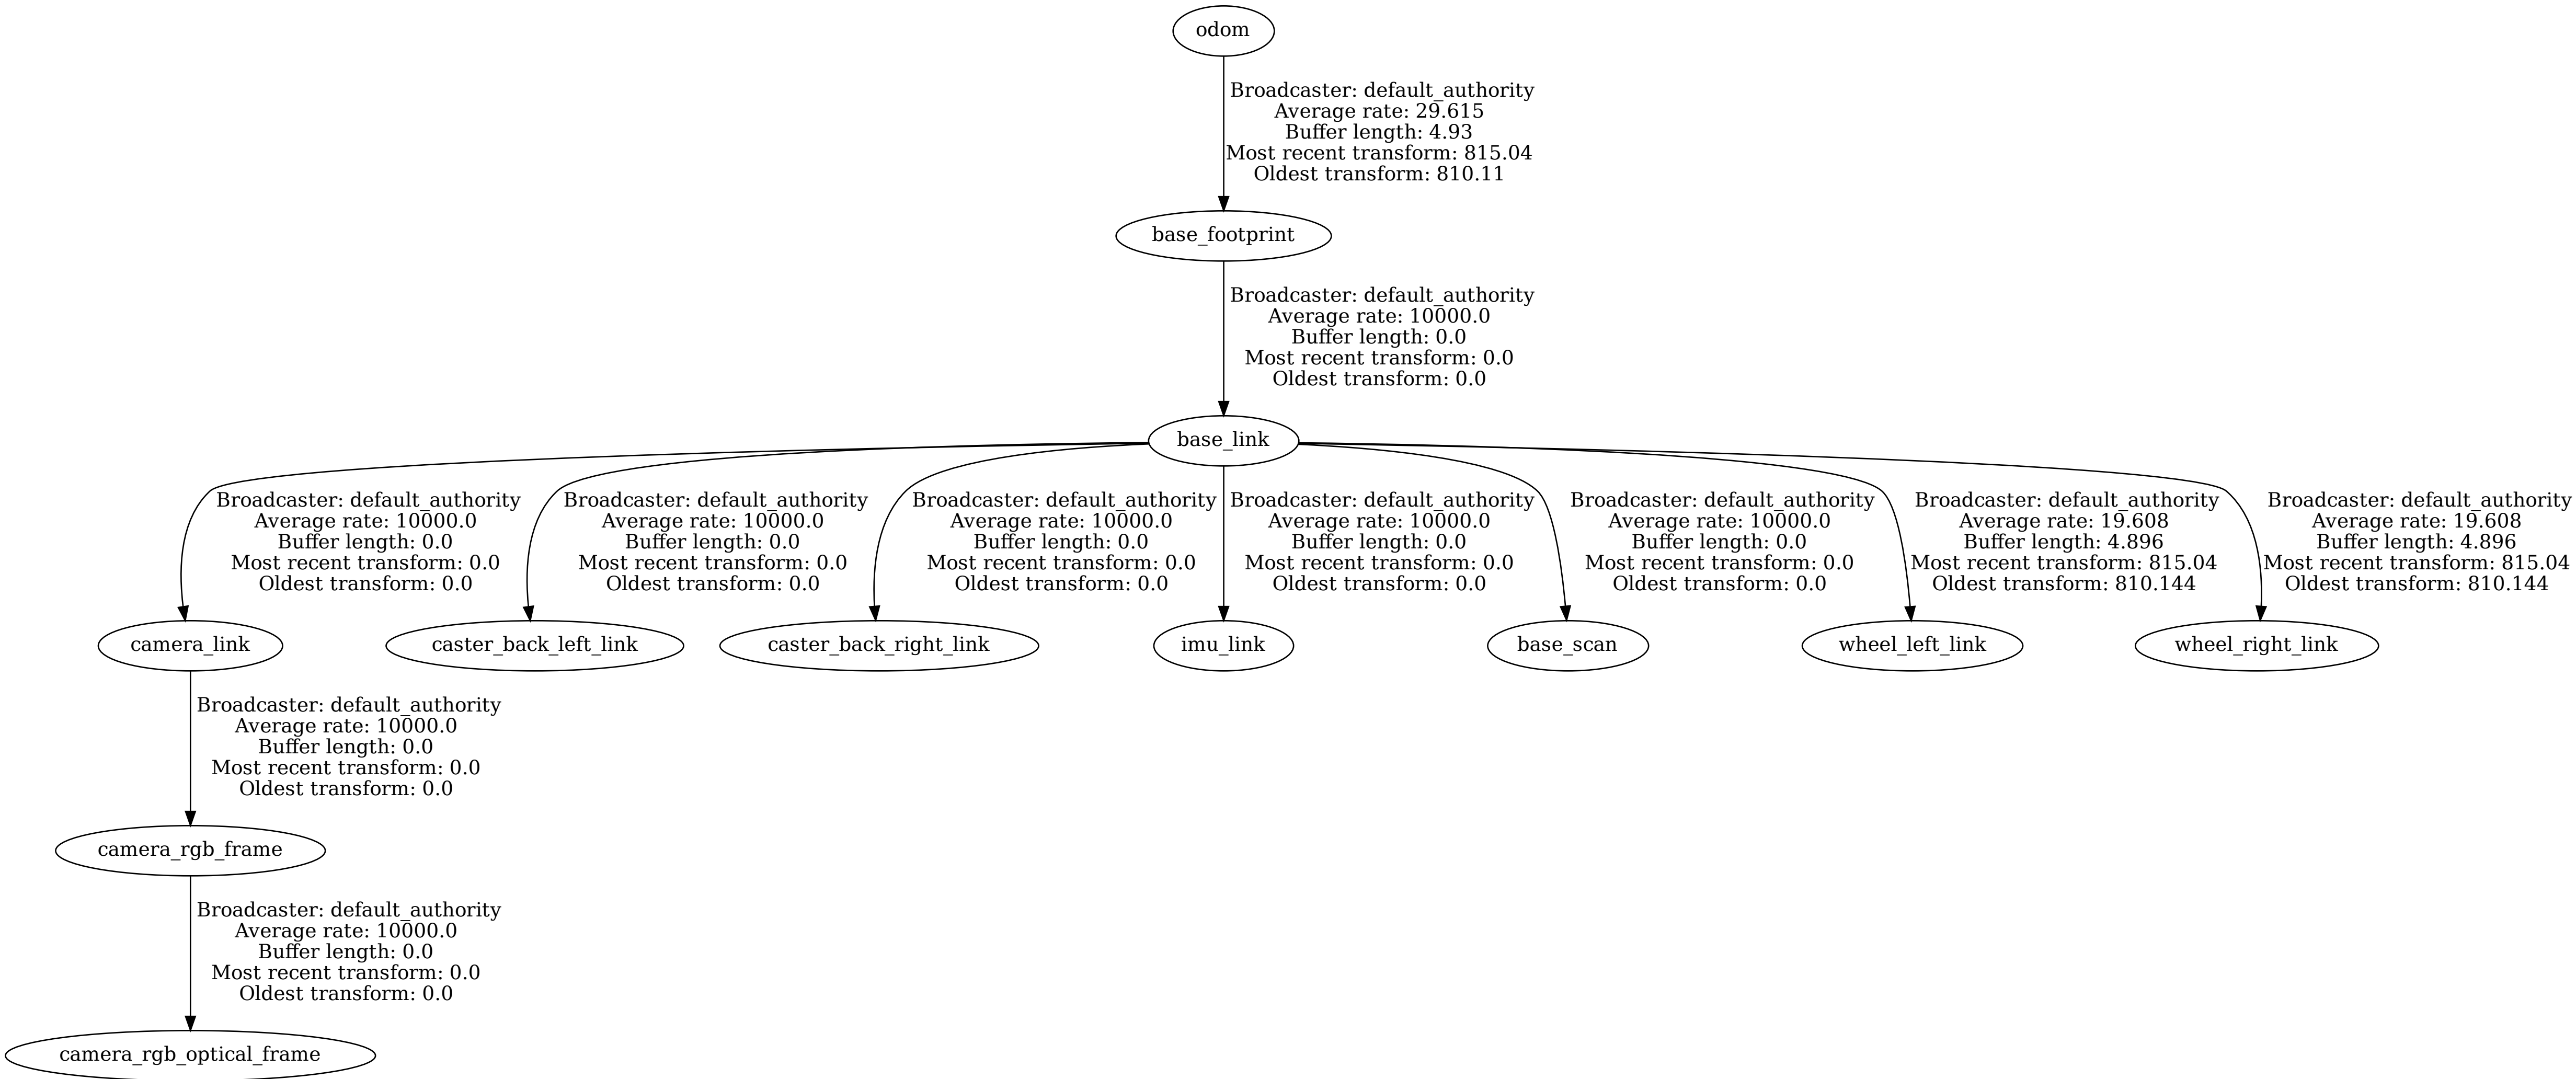 odom
Broadcaster: default_authority
Average rate: 29.615
Buffer length: 4.93
Most recent transform: 815.04
Oldest transform: 810.11
base_footprint
Broadcaster: default_authority
Average rate: 10000.0
Buffer length: 0.0
Most recent transform: 0.0
Oldest transform: 0.0
base_link
Broadcaster: default_authority
Average rate: 10000.0
Buffer length: 0.0
Most recent transform: 0.0
Oldest transform: 0.0
Broadcaster: default_authority
Average rate: 10000.0
Buffer length: 0.0
Most recent transform: 0.0
Oldest transform: 0.0
Broadcaster: default_authority
Average rate: 10000.0
Buffer length: 0.0
Most recent transform: 0.0
Oldest transform: 0.0
Broadcaster: default_authority
Average rate: 10000.0
Buffer length: 0.0
Most recent transform: 0.0
Oldest transform: 0.0
Broadcaster: default_authority
Average rate: 10000.0
Buffer length: 0.0
Most recent transform: 0.0
Oldest transform: 0.0
Broadcaster: default_authority
Average rate: 19.608
Buffer length: 4.896
Most recent transform: 815.04
Oldest transform: 810.144
Broadcaster: default_authority
Average rate: 19.608
Buffer length: 4.896
Most recent transform: 815.04
Oldest transform: 810.144
camera_link
caster_back_left_link
caster_back_right_link
imu_link
base_scan
wheel_left_link
wheel_right_link
Broadcaster: default_authority
Average rate: 10000.0
Buffer length: 0.0
Most recent transform: 0.0
Oldest transform: 0.0
camera_rgb_frame
Broadcaster: default_authority
Average rate: 10000.0
Buffer length: 0.0
Most recent transform: 0.0
Oldest transform: 0.0
camera_rgb_optical_frame